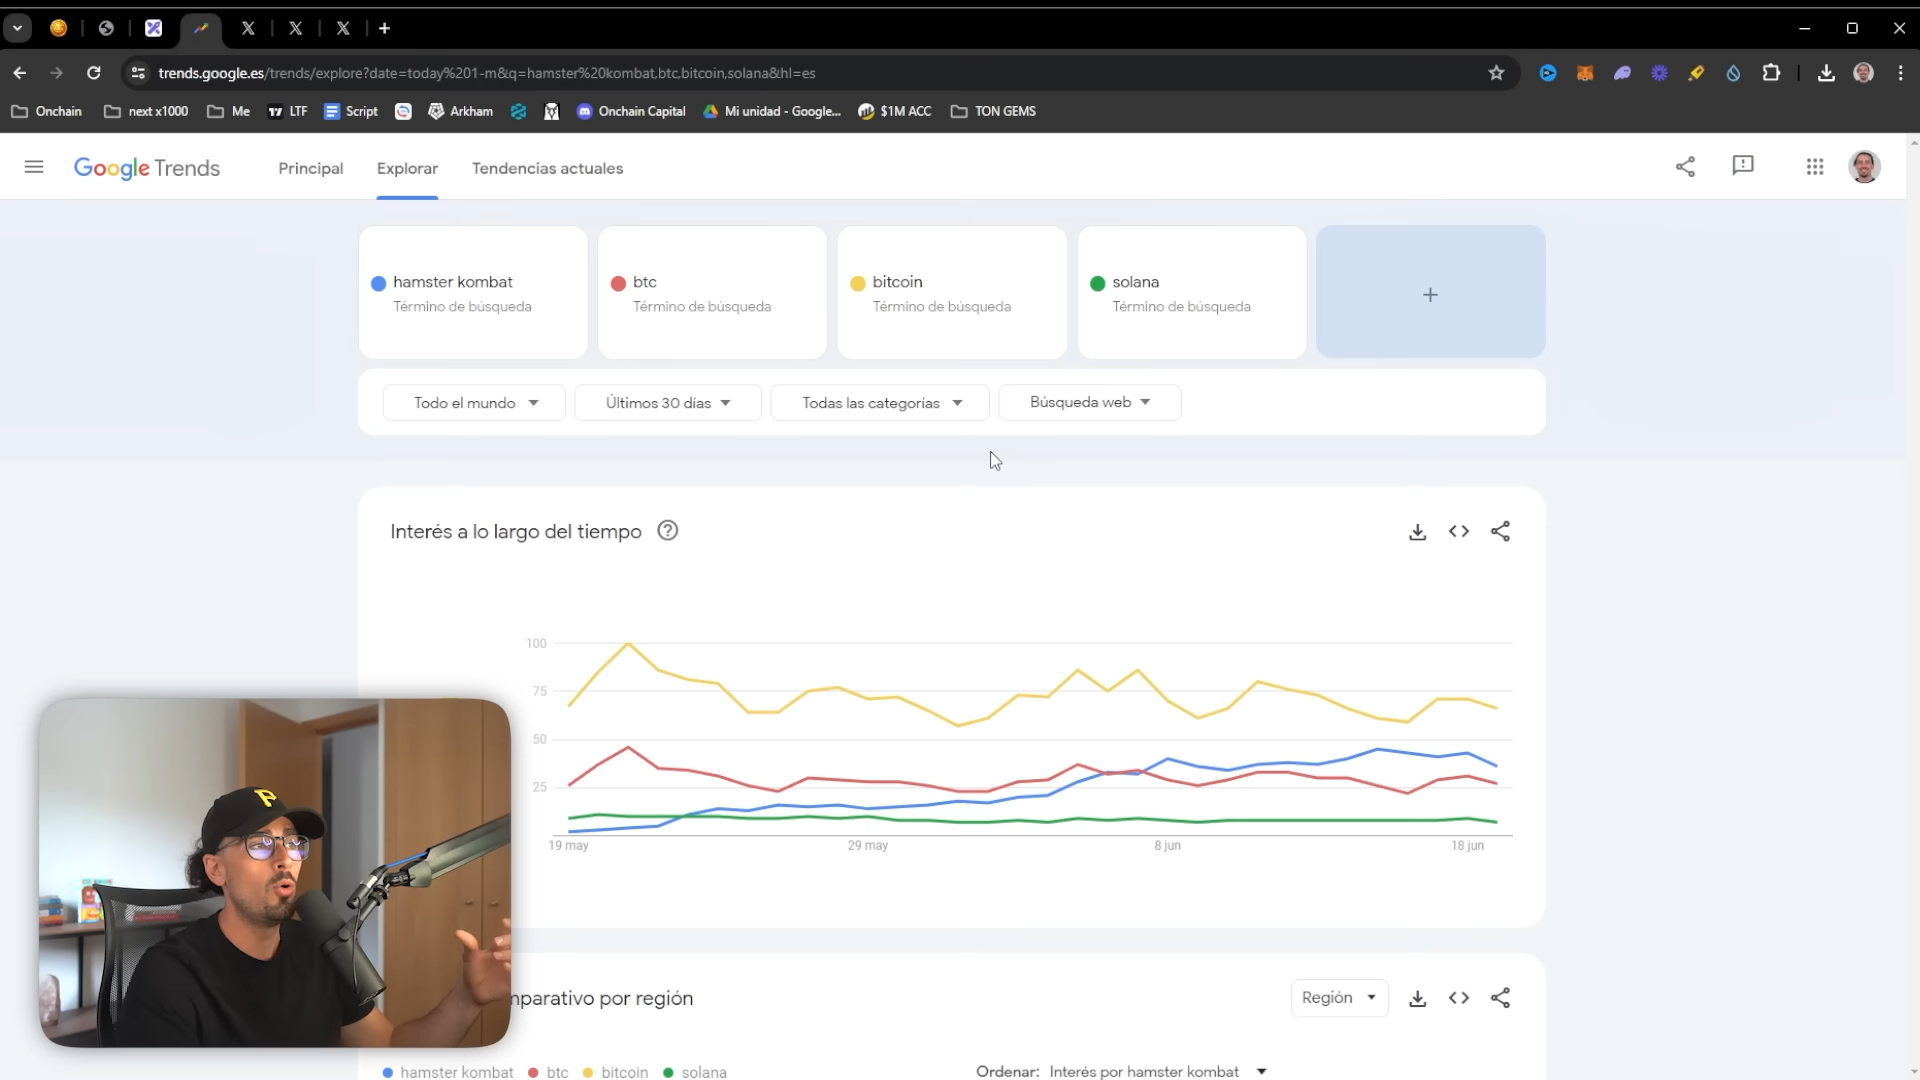 trends.google.es/trends/explore?date=today%201-m&q=hamster%20kombat,btc,bitcoin,solana&hl=es
Onchain next x1000 Me LTF Script Arkham Onchain Capital Mi unidad - Google... $1M ACC TON GEMS
Google Trends Principal Explorar Tendencias actuales
hamster kombat btc bitcoin solana
Término de búsqueda Término de búsqueda Término de búsqueda Término de búsqueda
+
Todo el mundo Últimos 30 días Todas las categorías Búsqueda web
Interés a lo largo del tiempo
100
75
50
25
19 may 29 may 8 jun 18 jun
mparativo por región Región
hamster kombat btc bitcoin solana Ordenar: Interés por hamster kombat